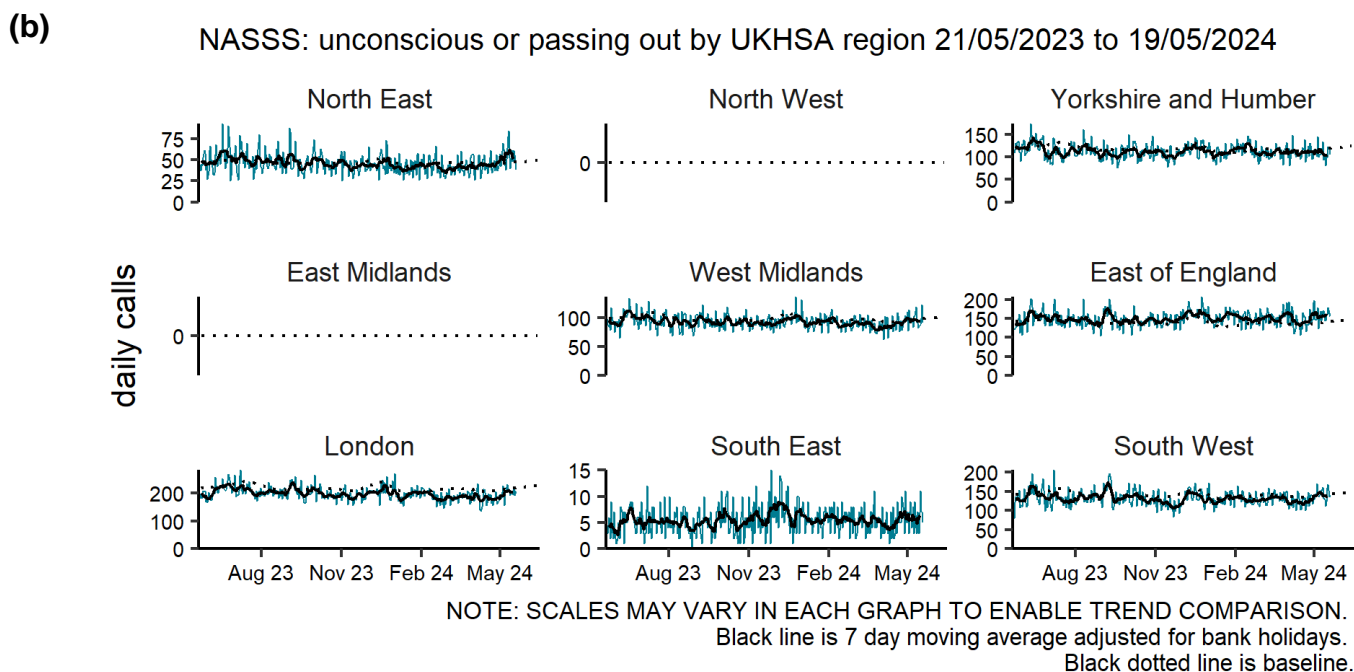 (b)
NASSS: unconscious or passing out by UKHSA region 21/05/2023 to 19/05/2024
North East
North West
Yorkshire and Humber
75
50
25
0
0
150
100
50
0
East Midlands
West Midlands
East of England
daily calls
0
100
50
0
200
150
100
50
0
London
South East
South West
200
100
0
15
10
5
0
200
150
100
50
0
Aug 23 Nov 23 Feb 24 May 24
Aug 23 Nov 23 Feb 24 May 24
Aug 23 Nov 23 Feb 24 May 24
NOTE: SCALES MAY VARY IN EACH GRAPH TO ENABLE TREND COMPARISON.
Black line is 7 day moving average adjusted for bank holidays.
Black dotted line is baseline.